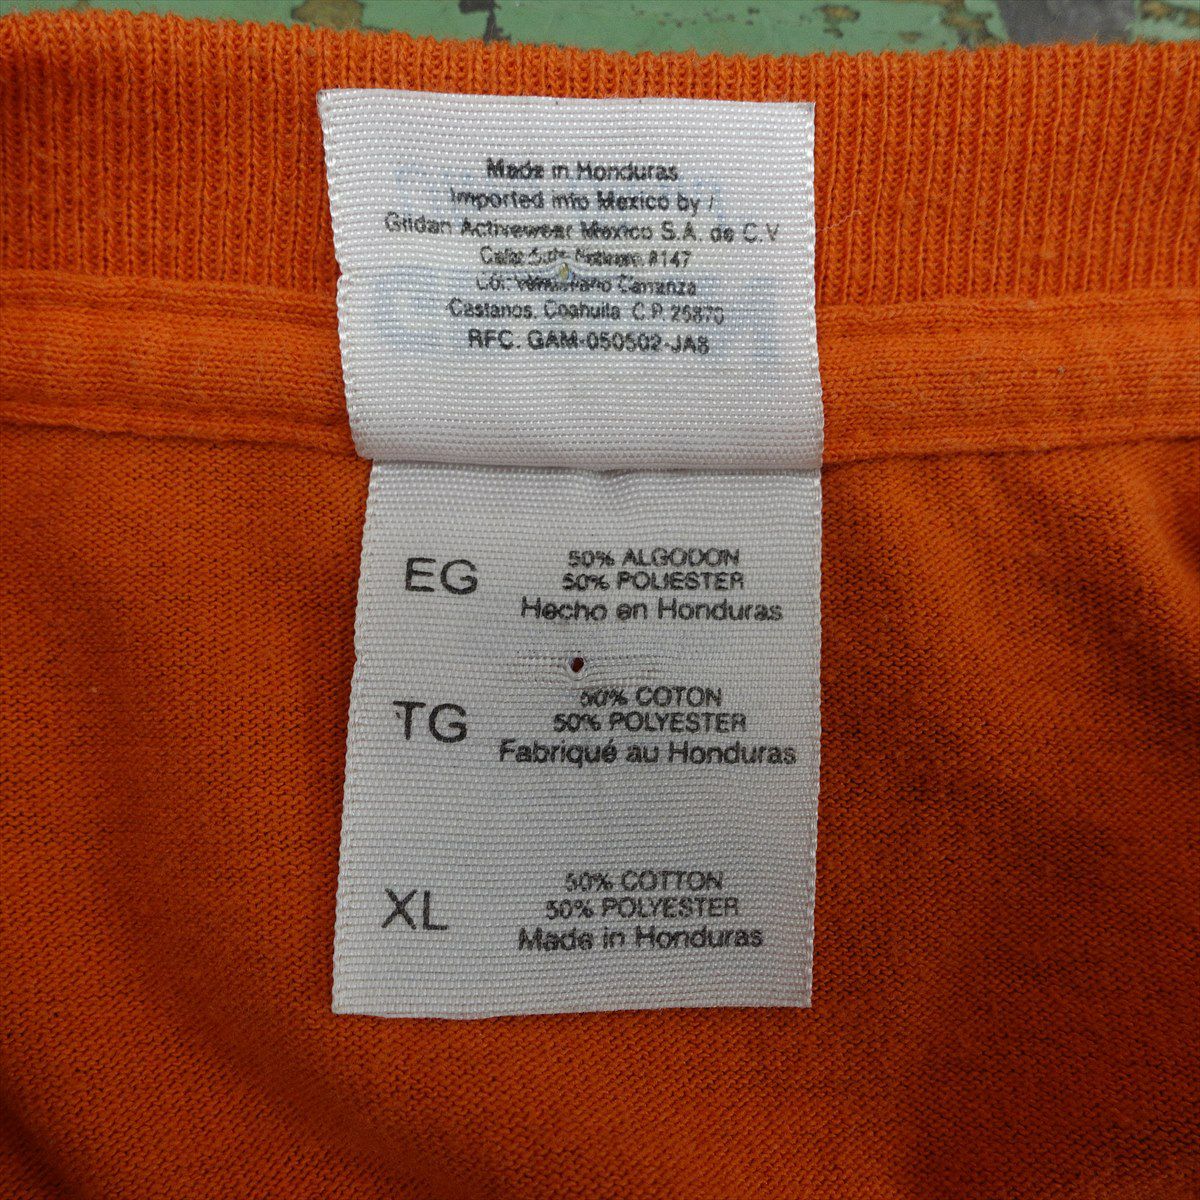 Made in Honduras
Imported into Mexico by /
Gildan Activewear Mexico S.A. de C.V
#147
Carranza
Castanos, Coahuila C.P. 25870
RFC. GAM-050502-JA8
EG
50% ALGODON
50% POLIESTER
Hecho en Honduras
TG
50% COTON
50% POLYESTER
Fabriqué au Honduras
XL
50% COTTON
50% POLYESTER
Made in Honduras